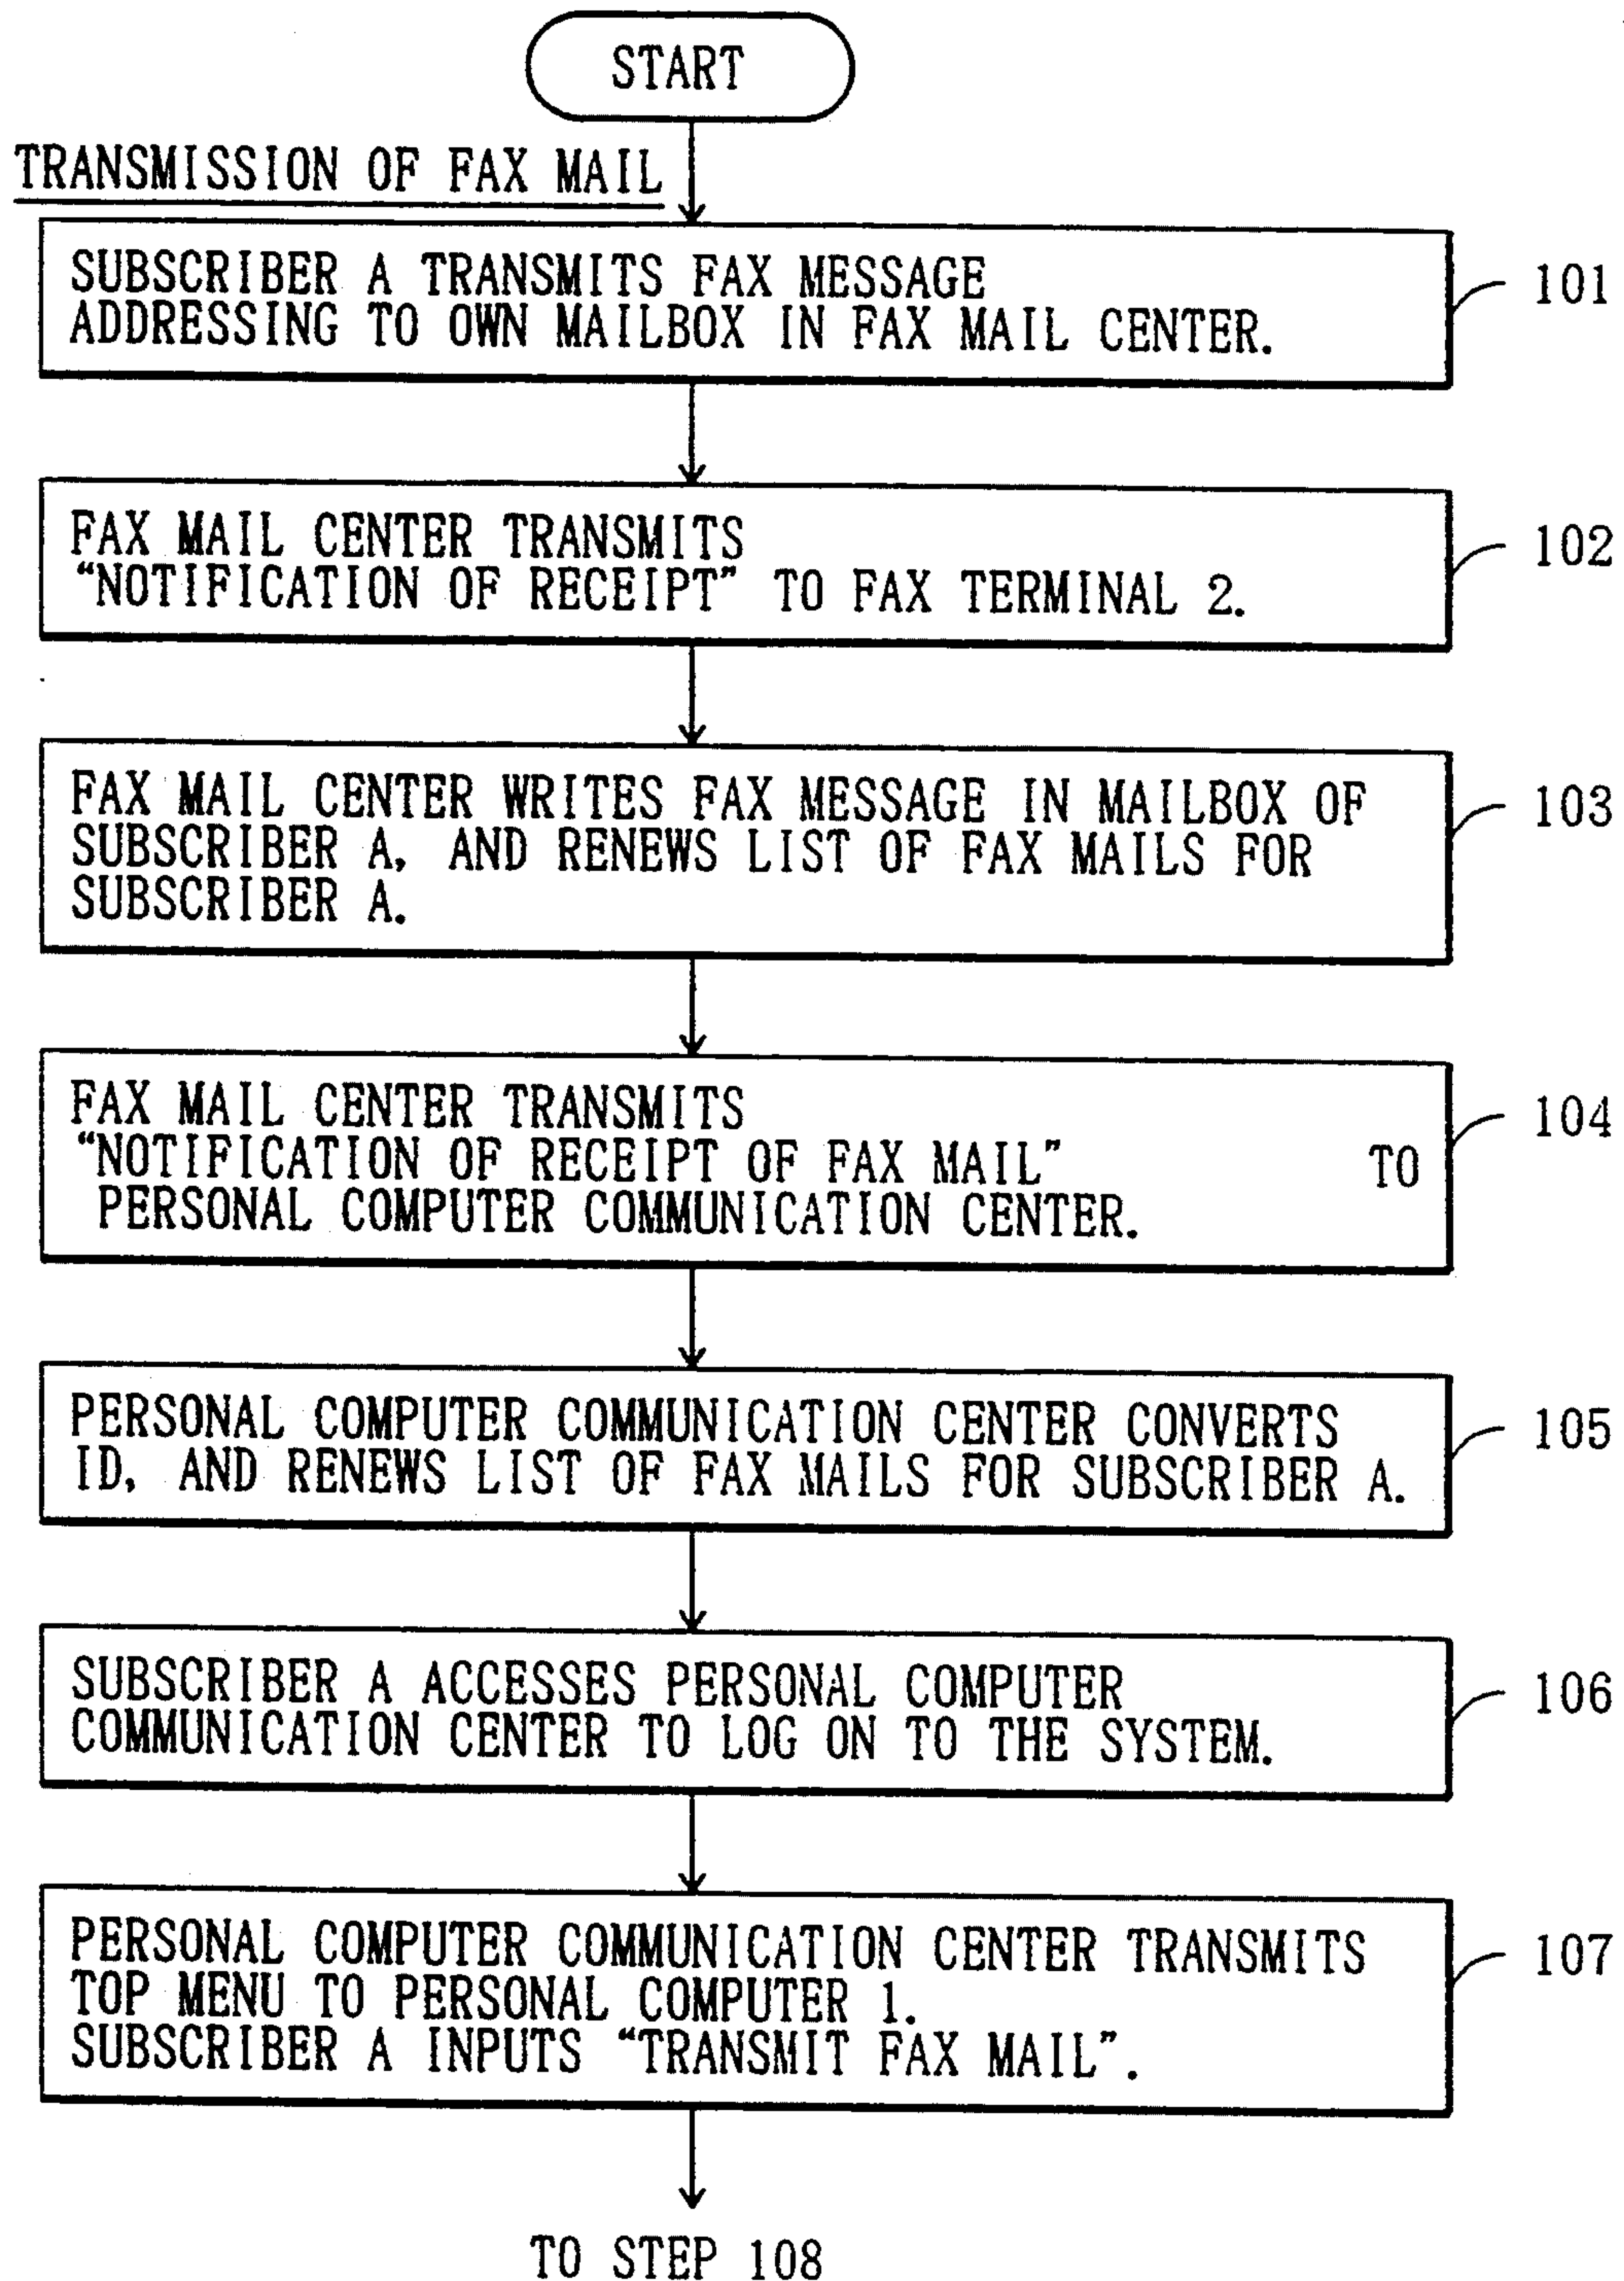 START
TRANSMISSION OF FAX MAIL
SUBSCRIBER A TRANSMITS FAX MESSAGE
ADDRESSING TO OWN MAILBOX IN FAX MAIL CENTER.
101
FAX MAIL CENTER TRANSMITS
“NOTIFICATION OF RECEIPT” TO FAX TERMINAL 2.
102
FAX MAIL CENTER WRITES FAX MESSAGE IN MAILBOX OF
SUBSCRIBER A, AND RENEWS LIST OF FAX MAILS FOR
SUBSCRIBER A.
103
FAX MAIL CENTER TRANSMITS
“NOTIFICATION OF RECEIPT OF FAX MAIL” TO
PERSONAL COMPUTER COMMUNICATION CENTER.
104
PERSONAL COMPUTER COMMUNICATION CENTER CONVERTS
ID, AND RENEWS LIST OF FAX MAILS FOR SUBSCRIBER A.
105
SUBSCRIBER A ACCESSES PERSONAL COMPUTER
COMMUNICATION CENTER TO LOG ON TO THE SYSTEM.
106
PERSONAL COMPUTER COMMUNICATION CENTER TRANSMITS
TOP MENU TO PERSONAL COMPUTER 1.
SUBSCRIBER A INPUTS “TRANSMIT FAX MAIL”.
107
TO STEP 108